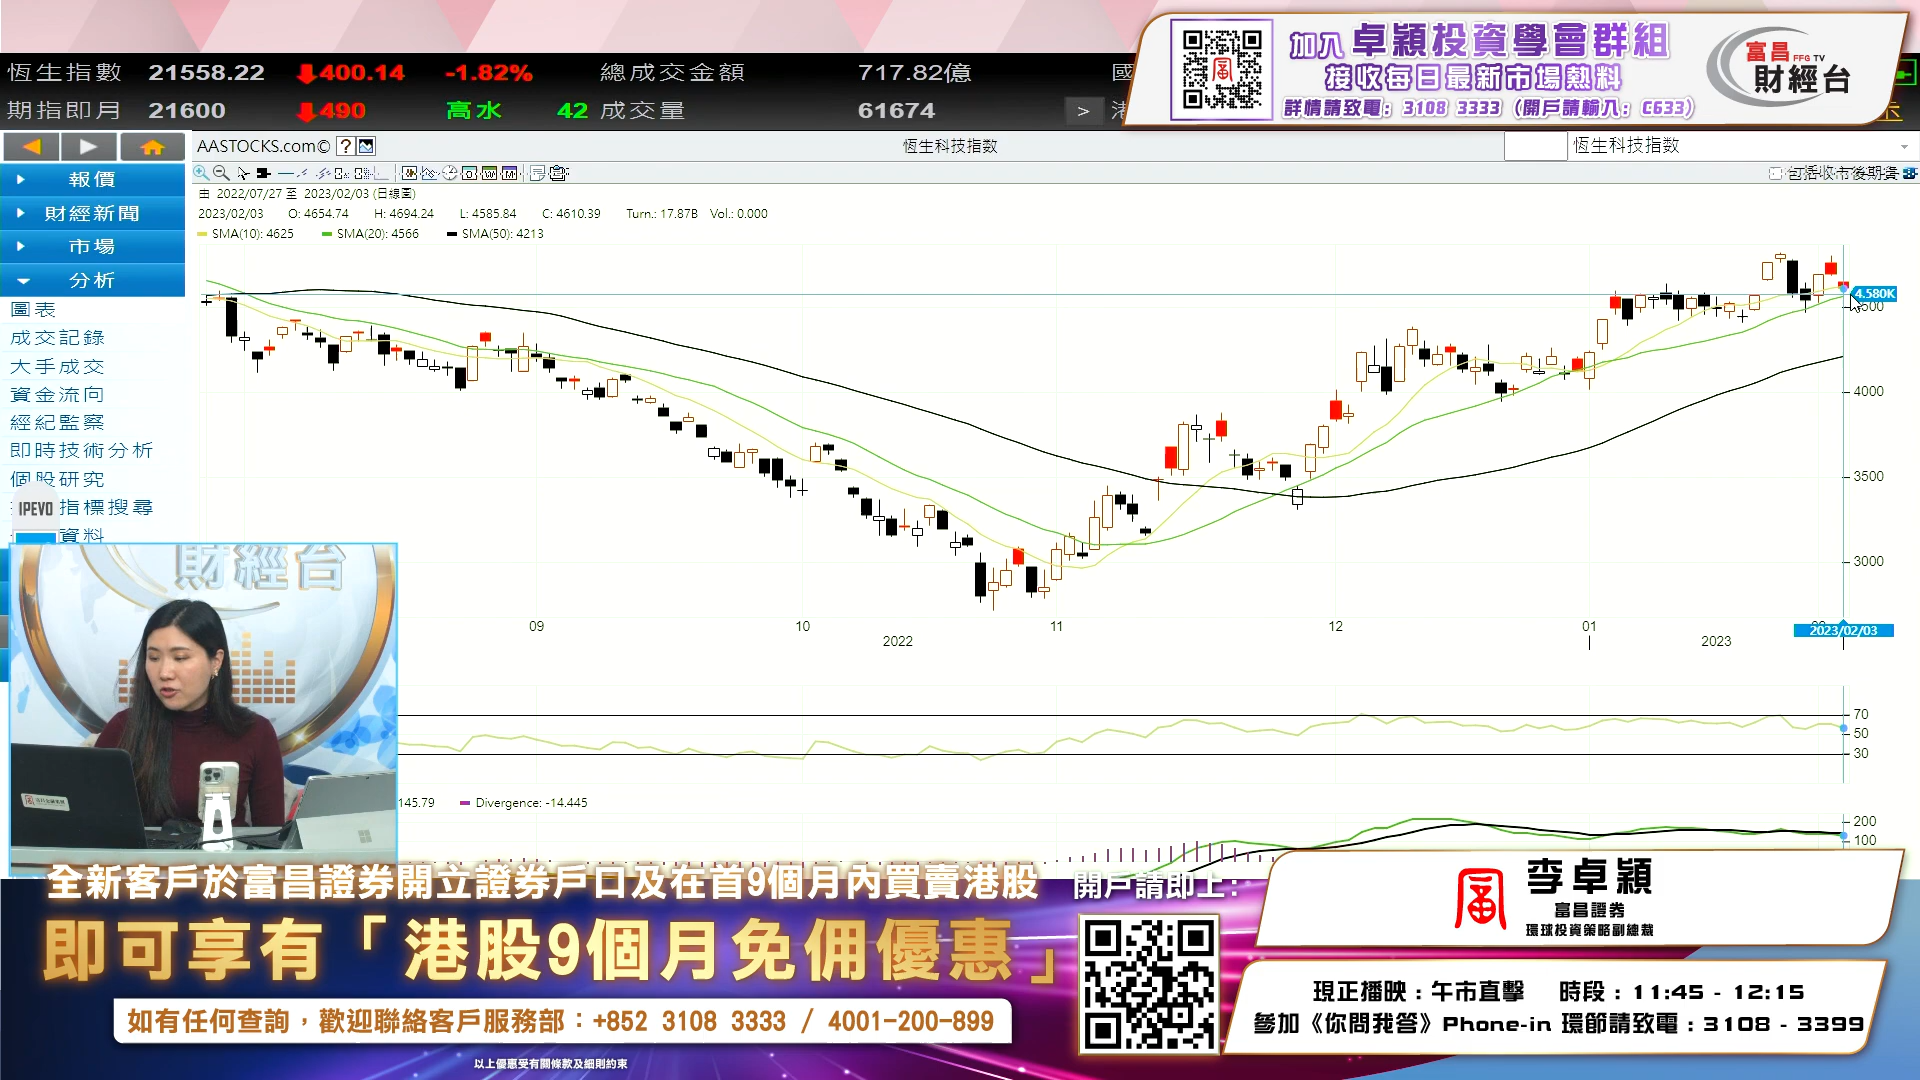 恆生指數 21558.22 400.14 -1.82% 總成交金額 717.82億 國
期指即月 21600 490 高水 42 成交量 61674 > 港
加入 卓穎投資學會群組
接收每日最新市場熱料
詳情請致電: 3108 3333 (開戶請輸入: C633)
富昌 FFG TV
財經台
AASTOCKS.com© ? 恆生科技指数 恆生科技指数
包括收市後期貨
報價
財經新聞
市場
分析
圖表
成交記錄
大手成交
資金流向
經紀監察
即時技術分析
個股研究
指標搜尋
資料
IPEVO
由 2022/07/27 至 2023/02/03 (日線圖)
2023/02/03 O: 4654.74 H: 4694.24 L: 4585.84 C: 4610.39 Turn.: 17.87B Vol.: 0.000
SMA(10): 4625 SMA(20): 4566 SMA(50): 4213
4.580K
4000
3500
3000
09 10 11 12 01
2022 2023
2023/02/03
70
50
30
145.79 Divergence: -14.445
200
100
財經台
全新客戶於富昌證券開立證券戶口及在首9個月內買賣港股
即可享有「港股9個月免佣優惠」
如有任何查詢，歡迎聯絡客戶服務部：+852 3108 3333 / 4001-200-899
以上優惠受有關條款及細則約束
開戶請即上：
李卓穎
富昌證券
環球投資策略副總裁
現正播映：午市直擊 時段：11:45 - 12:15
參加《你問我答》Phone-in 環節請致電：3108 - 3399